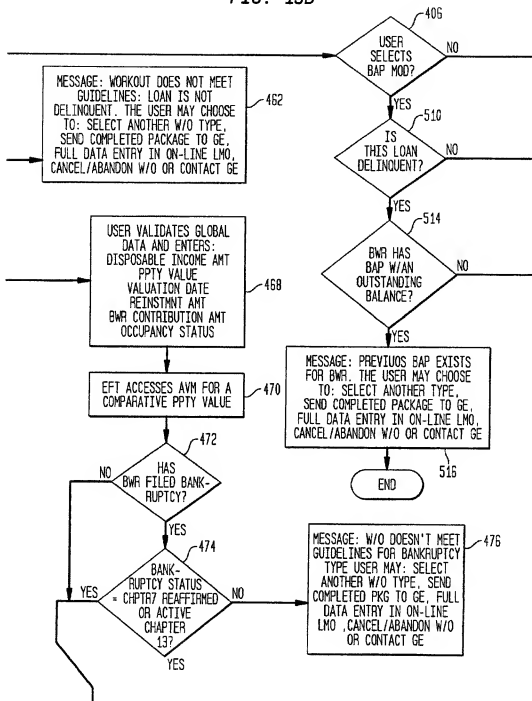 FIG. 15B
406
USER
SELECTS
BAP MOD?
NO
YES
MESSAGE: WORKOUT DOES NOT MEET
GUIDELINES: LOAN IS NOT
DELINQUENT. THE USER MAY CHOOSE
TO: SELECT ANOTHER W/O TYPE,
SEND COMPLETED PACKAGE TO GE,
FULL DATA ENTRY IN ON-LINE LMO,
CANCEL/ABANDON W/O OR CONTACT GE
462
510
IS
THIS LOAN
DELINQUENT?
NO
YES
514
BWR HAS
BAP W/AN
OUTSTANDING
BALANCE?
NO
YES
USER VALIDATES GLOBAL
DATA AND ENTERS:
DISPOSABLE INCOME AMT
PPTY VALUE
VALUATION DATE
REINSTMNT AMT
BWR CONTRIBUTION AMT
OCCUPANCY STATUS
468
MESSAGE: PREVIUOS BAP EXISTS
FOR BWR. THE USER MAY CHOOSE
TO: SELECT ANOTHER TYPE,
SEND COMPLETED PACKAGE TO GE,
FULL DATA ENTRY IN ON-LINE LMO,
CANCEL/ABANDON W/O OR CONTACT GE
516
END
EFT ACCESSES AVM FOR A
COMPARATIVE PPTY VALUE
470
472
HAS
BWR FILED BANK-
RUPTCY?
NO
YES
474
BANK-
RUPTCY STATUS
= CHPTR7 REAFFIRMED
OR ACTIVE
CHAPTER
13?
YES
NO
YES
MESSAGE: W/O DOESN'T MEET
GUIDELINES FOR BANKRUPTCY
TYPE USER MAY: SELECT
ANOTHER W/O TYPE, SEND
COMPLETED PKG TO GE, FULL
DATA ENTRY IN ON-LINE
LMO ,CANCEL/ABANDON W/O
OR CONTACT GE
476